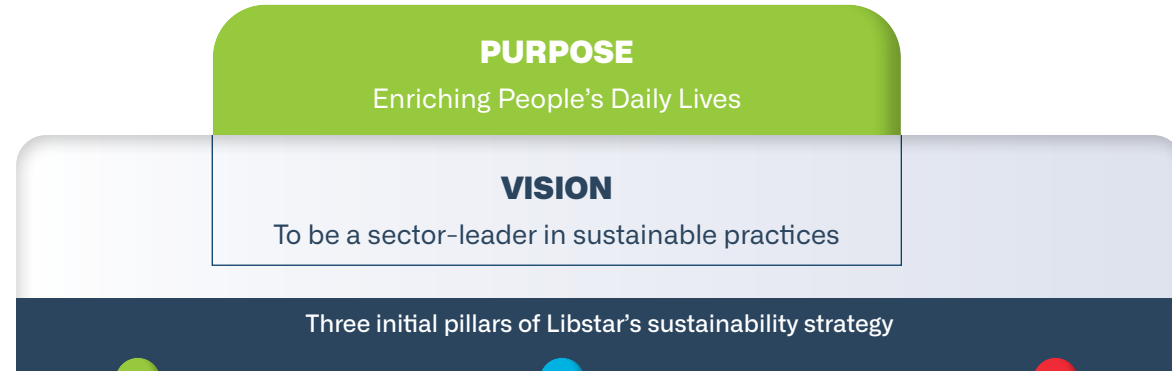 PURPOSE
Enriching People’s Daily Lives
VISION
To be a sector-leader in sustainable practices
Three initial pillars of Libstar’s sustainability strategy